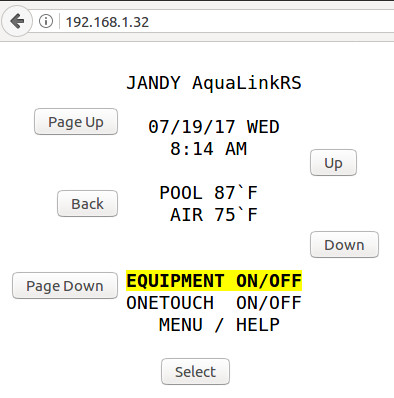 192.168.1.32
JANDY AquaLinkRS
Page Up
07/19/17 WED
8:14 AM
Up
Back
POOL 87`F
AIR 75`F
Down
Page Down
EQUIPMENT ON/OFF
ONETOUCH ON/OFF
MENU / HELP
Select